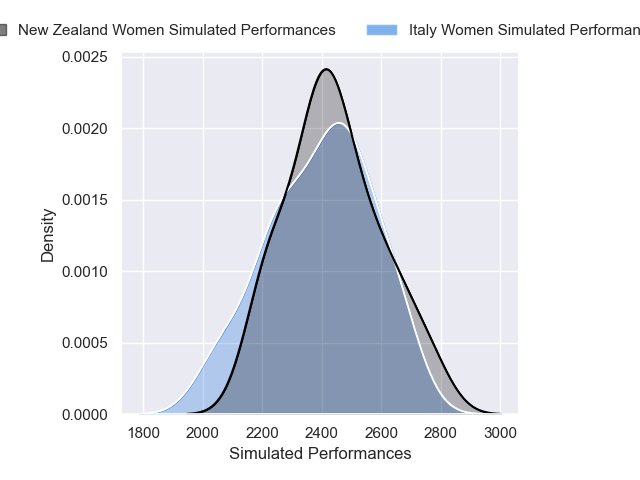 New Zealand Women Simulated Performances Italy Women Simulated Performan
0.0025
0.0020
0.0015
0.0010
0.0005
0.0000
Density
1800 2000 2200 2400 2600 2800 3000
Simulated Performances